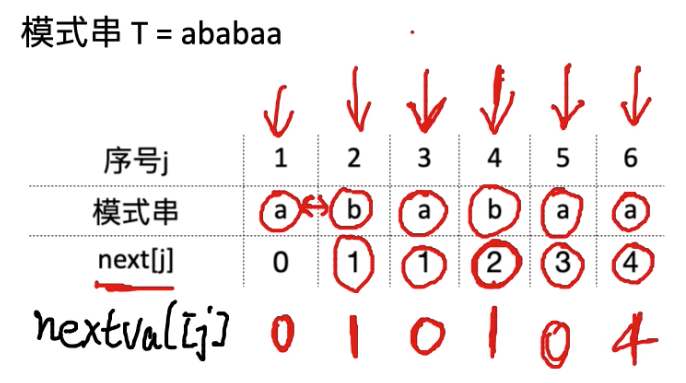 模式串 T = ababaa
序号j 1 2 3 4 5 6
模式串 a b a b a a
next[j] 0 1 1 2 3 4
nextval[j] 0 1 0 1 0 4